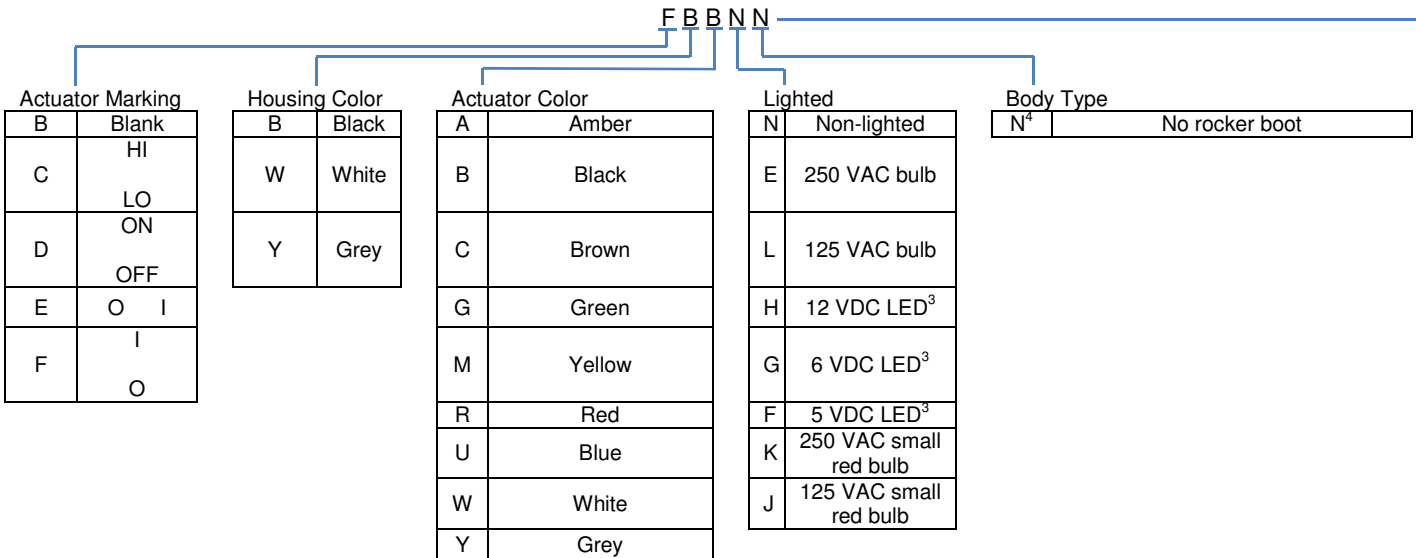 F B B N N
Actuator Marking
B Blank
C HI
LO
D ON
OFF
E O I
F I
O
Housing Color
B Black
W White
Y Grey
Actuator Color
A Amber
B Black
C Brown
G Green
M Yellow
R Red
U Blue
W White
Y Grey
Lighted
N Non-lighted
E 250 VAC bulb
L 125 VAC bulb
H 12 VDC LED³
G 6 VDC LED³
F 5 VDC LED³
K 250 VAC small
red bulb
J 125 VAC small
red bulb
Body Type
N⁴ No rocker boot